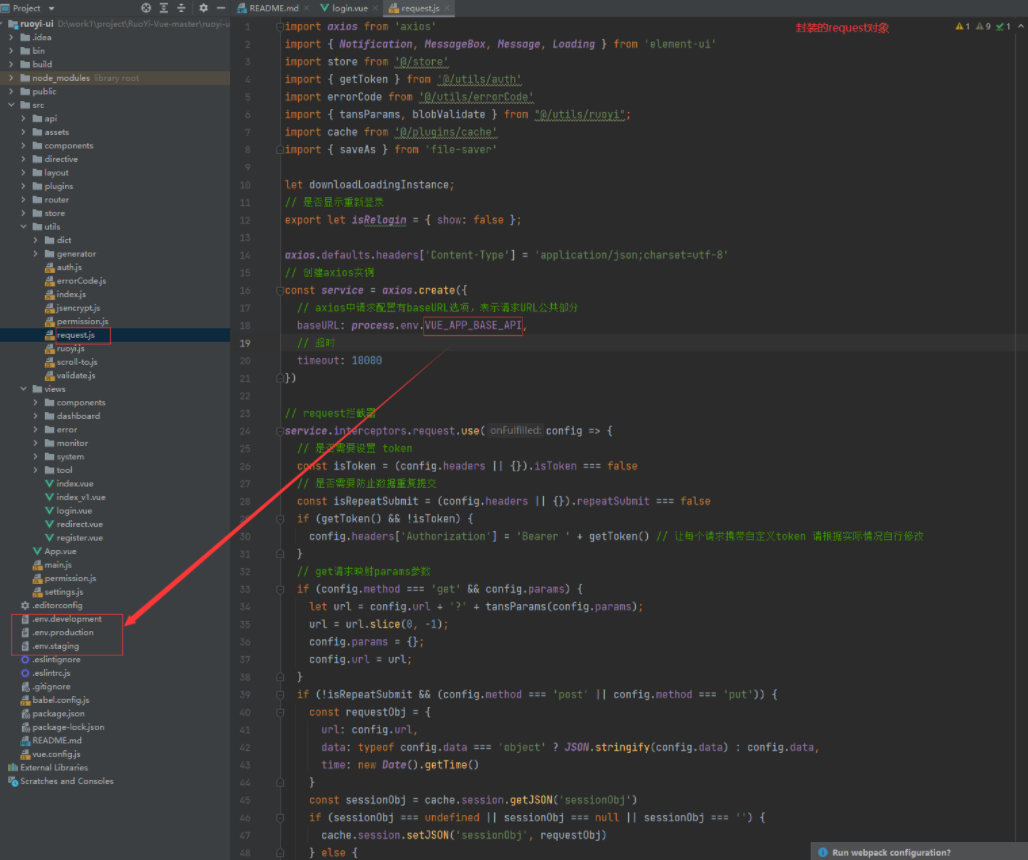 Project
ruoyi-ui D:\work1\project\RuoYi-Vue-master\ruoyi-u
.idea
bin
build
node_modules library root
public
src
api
assets
components
directive
layout
plugins
router
store
utils
dict
generator
auth.js
errorCode.js
index.js
jsencrypt.js
permission.js
request.js
ruoyi.js
scroll-to.js
validate.js
views
components
dashboard
error
monitor
system
tool
index.vue
index_v1.vue
login.vue
redirect.vue
register.vue
App.vue
main.js
permission.js
settings.js
.editorconfig
.env.development
.env.production
.env.staging
.eslintignore
.eslintrc.js
.gitignore
babel.config.js
package.json
package-lock.json
README.md
vue.config.js
External Libraries
Scratches and Consoles
README.md login.vue request.js
封装的request对象
1 9 1
1 import axios from 'axios'
2 import { Notification, MessageBox, Message, Loading } from 'element-ui'
3 import store from '@/store'
4 import { getToken } from '@/utils/auth'
5 import errorCode from '@/utils/errorCode'
6 import { tansParams, blobValidate } from "@/utils/ruoyi";
7 import cache from '@/plugins/cache'
8 import { saveAs } from 'file-saver'
9
10 let downloadLoadingInstance;
11 // 是否显示重新登录
12 export let isRelogin = { show: false };
13
14 axios.defaults.headers['Content-Type'] = 'application/json;charset=utf-8'
15 // 创建axios实例
16 const service = axios.create({
17 // axios中请求配置有baseURL选项，表示请求URL公共部分
18 baseURL: process.env.VUE_APP_BASE_API,
19 // 超时
20 timeout: 10000
21 })
22
23 // request拦截器
24 service.interceptors.request.use( onFulfilled: config => {
25 // 是否需要设置 token
26 const isToken = (config.headers || {}).isToken === false
27 // 是否需要防止数据重复提交
28 const isRepeatSubmit = (config.headers || {}).repeatSubmit === false
29 if (getToken() && !isToken) {
30 config.headers['Authorization'] = 'Bearer ' + getToken() // 让每个请求携带自定义token 请根据实际情况自行修改
31 }
32 // get请求映射params参数
33 if (config.method === 'get' && config.params) {
34 let url = config.url + '?' + tansParams(config.params);
35 url = url.slice(0, -1);
36 config.params = {};
37 config.url = url;
38 }
39 if (!isRepeatSubmit && (config.method === 'post' || config.method === 'put')) {
40 const requestObj = {
41 url: config.url,
42 data: typeof config.data === 'object' ? JSON.stringify(config.data) : config.data,
43 time: new Date().getTime()
44 }
45 const sessionObj = cache.session.getJSON('sessionObj')
46 if (sessionObj === undefined || sessionObj === null || sessionObj === '') {
47 cache.session.setJSON('sessionObj', requestObj)
48 } else {
Run webpack configuration?